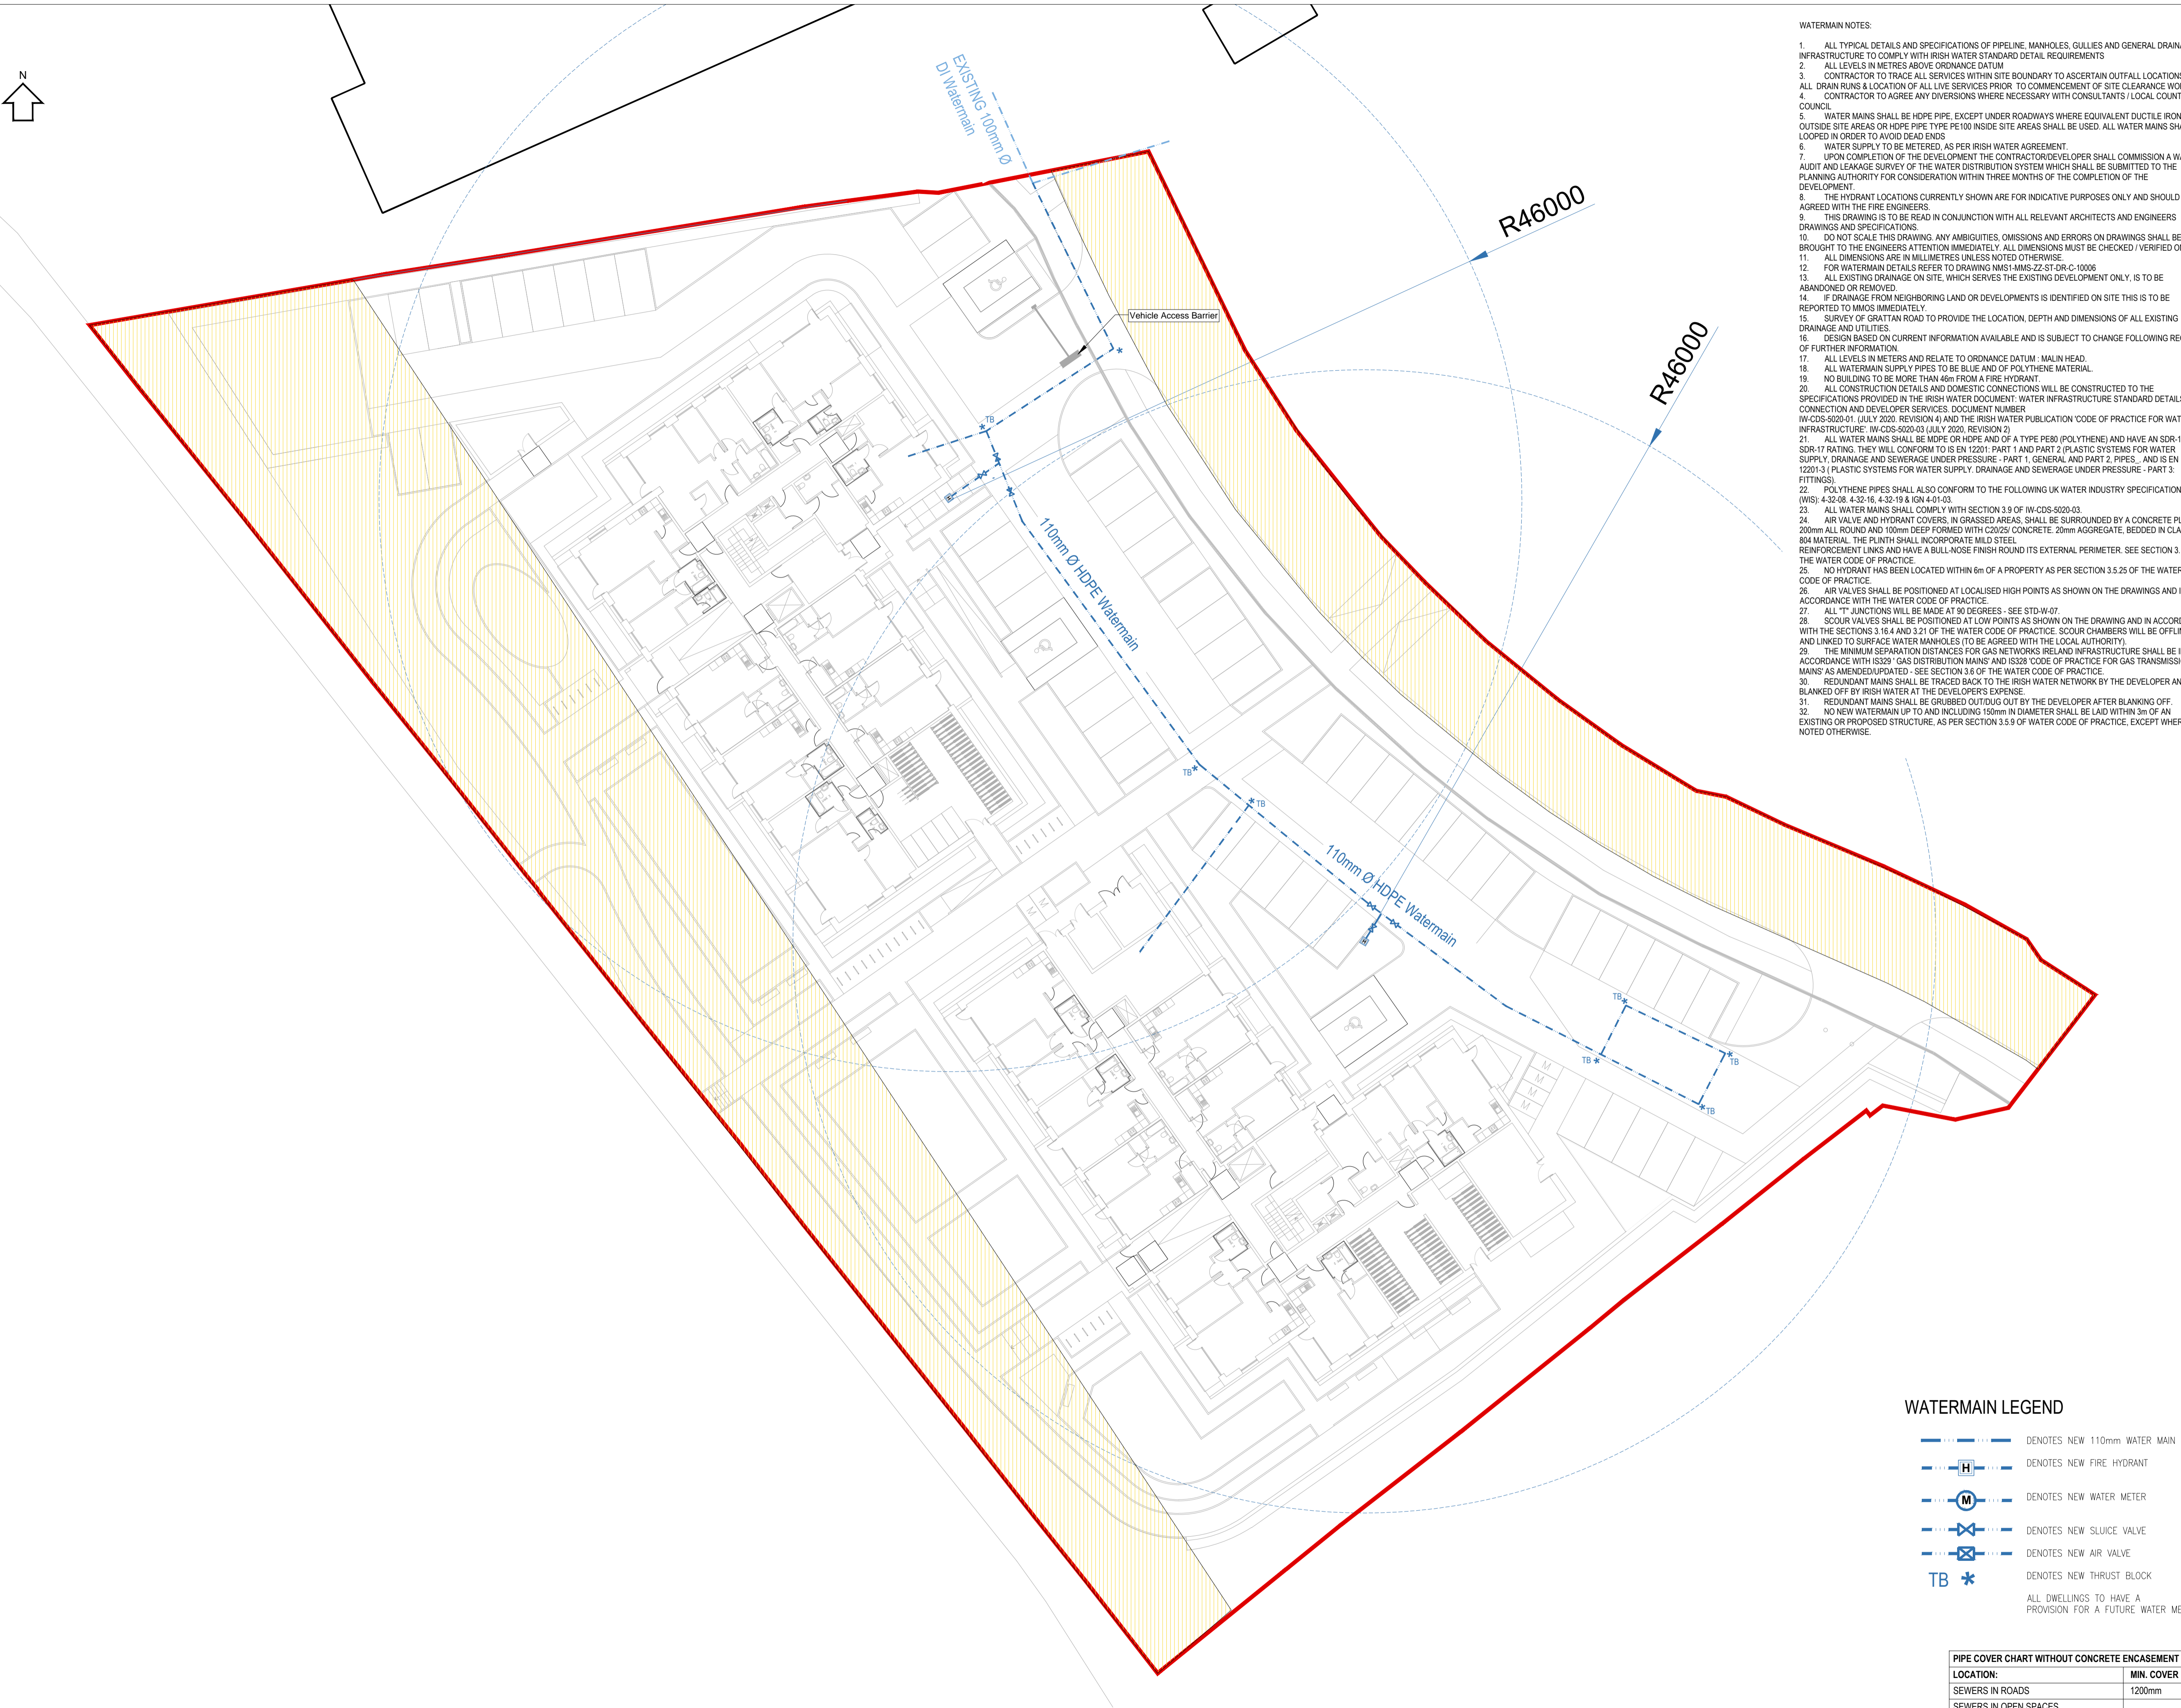 WATERMAIN NOTES:
1. ALL TYPICAL DETAILS AND SPECIFICATIONS OF PIPELINE, MANHOLES, GULLIES AND GENERAL DRAIN
INFRASTRUCTURE TO COMPLY WITH IRISH WATER STANDARD DETAIL REQUIREMENTS
2. ALL LEVELS IN METRES ABOVE ORDNANCE DATUM
3. CONTRACTOR TO TRACE ALL SERVICES WITHIN SITE BOUNDARY TO ASCERTAIN OUTFALL LOCATION
ALL DRAIN RUNS & LOCATION OF ALL LIVE SERVICES PRIOR TO COMMENCEMENT OF SITE CLEARANCE WO
4. CONTRACTOR TO AGREE ANY DIVERSIONS WHERE NECESSARY WITH CONSULTANTS / LOCAL COUNT
COUNCIL
5. WATER MAINS SHALL BE HDPE PIPE, EXCEPT UNDER ROADWAYS WHERE EQUIVALENT DUCTILE IRON
OUTSIDE SITE AREAS OR HDPE PIPE TYPE PE100 INSIDE SITE AREAS SHALL BE USED. ALL WATER MAINS SH
LOOPED IN ORDER TO AVOID DEAD ENDS
6. WATER SUPPLY TO BE METERED, AS PER IRISH WATER AGREEMENT.
7. UPON COMPLETION OF THE DEVELOPMENT THE CONTRACTOR/DEVELOPER SHALL COMMISSION A W
AUDIT AND LEAKAGE SURVEY OF THE WATER DISTRIBUTION SYSTEM WHICH SHALL BE SUBMITTED TO THE
PLANNING AUTHORITY FOR CONSIDERATION WITHIN THREE MONTHS OF THE COMPLETION OF THE
DEVELOPMENT.
8. THE HYDRANT LOCATIONS CURRENTLY SHOWN ARE FOR INDICATIVE PURPOSES ONLY AND SHOULD
AGREED WITH THE FIRE ENGINEERS.
9. THIS DRAWING IS TO BE READ IN CONJUNCTION WITH ALL RELEVANT ARCHITECTS AND ENGINEERS
DRAWINGS AND SPECIFICATIONS.
10. DO NOT SCALE THIS DRAWING. ANY AMBIGUITIES, OMISSIONS AND ERRORS ON DRAWINGS SHALL BE
BROUGHT TO THE ENGINEERS ATTENTION IMMEDIATELY. ALL DIMENSIONS MUST BE CHECKED / VERIFIED O
11. ALL DIMENSIONS ARE IN MILLIMETRES UNLESS NOTED OTHERWISE.
12. FOR WATERMAIN DETAILS REFER TO DRAWING NMS1-MMS-ZZ-ST-DR-C-10006
13. ALL EXISTING DRAINAGE ON SITE, WHICH SERVES THE EXISTING DEVELOPMENT ONLY, IS TO BE
ABANDONED OR REMOVED.
14. IF DRAINAGE FROM NEIGHBORING LAND OR DEVELOPMENTS IS IDENTIFIED ON SITE THIS IS TO BE
REPORTED TO MMOS IMMEDIATELY.
15. SURVEY OF GRATTAN ROAD TO PROVIDE THE LOCATION, DEPTH AND DIMENSIONS OF ALL EXISTING
DRAINAGE AND UTILITIES.
16. DESIGN BASED ON CURRENT INFORMATION AVAILABLE AND IS SUBJECT TO CHANGE FOLLOWING RE
OF FURTHER INFORMATION.
17. ALL LEVELS IN METERS AND RELATE TO ORDNANCE DATUM : MALIN HEAD.
18. ALL WATERMAIN SUPPLY PIPES TO BE BLUE AND OF POLYTHENE MATERIAL.
19. NO BUILDING TO BE MORE THAN 46m FROM A FIRE HYDRANT.
20. ALL CONSTRUCTION DETAILS AND DOMESTIC CONNECTIONS WILL BE CONSTRUCTED TO THE
SPECIFICATIONS PROVIDED IN THE IRISH WATER DOCUMENT: WATER INFRASTRUCTURE STANDARD DETAIL
CONNECTION AND DEVELOPER SERVICES. DOCUMENT NUMBER
IW-CDS-5020-01. (JULY 2020. REVISION 4) AND THE IRISH WATER PUBLICATION 'CODE OF PRACTICE FOR WAT
INFRASTRUCTURE'. IW-CDS-5020-03 (JULY 2020, REVISION 2)
21. ALL WATER MAINS SHALL BE MDPE OR HDPE AND OF A TYPE PE80 (POLYTHENE) AND HAVE AN SDR-1
SDR-17 RATING. THEY WILL CONFORM TO IS EN 12201: PART 1 AND PART 2 (PLASTIC SYSTEMS FOR WATER
SUPPLY, DRAINAGE AND SEWERAGE UNDER PRESSURE - PART 1, GENERAL AND PART 2, PIPES_. AND IS EN
12201-3 ( PLASTIC SYSTEMS FOR WATER SUPPLY. DRAINAGE AND SEWERAGE UNDER PRESSURE - PART 3:
FITTINGS).
22. POLYTHENE PIPES SHALL ALSO CONFORM TO THE FOLLOWING UK WATER INDUSTRY SPECIFICATION
(WIS): 4-32-08. 4-32-16, 4-32-19 & IGN 4-01-03.
23. ALL WATER MAINS SHALL COMPLY WITH SECTION 3.9 OF IW-CDS-5020-03.
24. AIR VALVE AND HYDRANT COVERS, IN GRASSED AREAS, SHALL BE SURROUNDED BY A CONCRETE PL
200mm ALL ROUND AND 100mm DEEP FORMED WITH C20/25/ CONCRETE. 20mm AGGREGATE, BEDDED IN CLA
804 MATERIAL. THE PLINTH SHALL INCORPORATE MILD STEEL
REINFORCEMENT LINKS AND HAVE A BULL-NOSE FINISH ROUND ITS EXTERNAL PERIMETER. SEE SECTION 3.
THE WATER CODE OF PRACTICE.
25. NO HYDRANT HAS BEEN LOCATED WITHIN 6m OF A PROPERTY AS PER SECTION 3.5.25 OF THE WATER
CODE OF PRACTICE.
26. AIR VALVES SHALL BE POSITIONED AT LOCALISED HIGH POINTS AS SHOWN ON THE DRAWINGS AND I
ACCORDANCE WITH THE WATER CODE OF PRACTICE.
27. ALL "T" JUNCTIONS WILL BE MADE AT 90 DEGREES - SEE STD-W-07.
28. SCOUR VALVES SHALL BE POSITIONED AT LOW POINTS AS SHOWN ON THE DRAWING AND IN ACCORD
WITH THE SECTIONS 3.16.4 AND 3.21 OF THE WATER CODE OF PRACTICE. SCOUR CHAMBERS WILL BE OFFLI
AND LINKED TO SURFACE WATER MANHOLES (TO BE AGREED WITH THE LOCAL AUTHORITY).
29. THE MINIMUM SEPARATION DISTANCES FOR GAS NETWORKS IRELAND INFRASTRUCTURE SHALL BE I
ACCORDANCE WITH IS329 ' GAS DISTRIBUTION MAINS' AND IS328 'CODE OF PRACTICE FOR GAS TRANSMISSI
MAINS' AS AMENDED/UPDATED - SEE SECTION 3.6 OF THE WATER CODE OF PRACTICE.
30. REDUNDANT MAINS SHALL BE TRACED BACK TO THE IRISH WATER NETWORK BY THE DEVELOPER AN
BLANKED OFF BY IRISH WATER AT THE DEVELOPER'S EXPENSE.
31. REDUNDANT MAINS SHALL BE GRUBBED OUT/DUG OUT BY THE DEVELOPER AFTER BLANKING OFF.
32. NO NEW WATERMAIN UP TO AND INCLUDING 150mm IN DIAMETER SHALL BE LAID WITHIN 3m OF AN
EXISTING OR PROPOSED STRUCTURE, AS PER SECTION 3.5.9 OF WATER CODE OF PRACTICE, EXCEPT WHER
NOTED OTHERWISE.
N
EXISTING 100mm Ø
DI Watermain
R46000
R46000
Vehicle Access Barrier
TB
110mm Ø HDPE Watermain
TB
TB
110mm Ø HDPE Watermain
TB
TB
TB
TB
M
M
M
M
M
M
WATERMAIN LEGEND
DENOTES NEW 110mm WATER MAIN
H DENOTES NEW FIRE HYDRANT
M DENOTES NEW WATER METER
DENOTES NEW SLUICE VALVE
DENOTES NEW AIR VALVE
TB * DENOTES NEW THRUST BLOCK
ALL DWELLINGS TO HAVE A
PROVISION FOR A FUTURE WATER ME
PIPE COVER CHART WITHOUT CONCRETE ENCASEMENT
LOCATION: MIN. COVER
SEWERS IN ROADS 1200mm
SEWERS IN OPEN SPACES